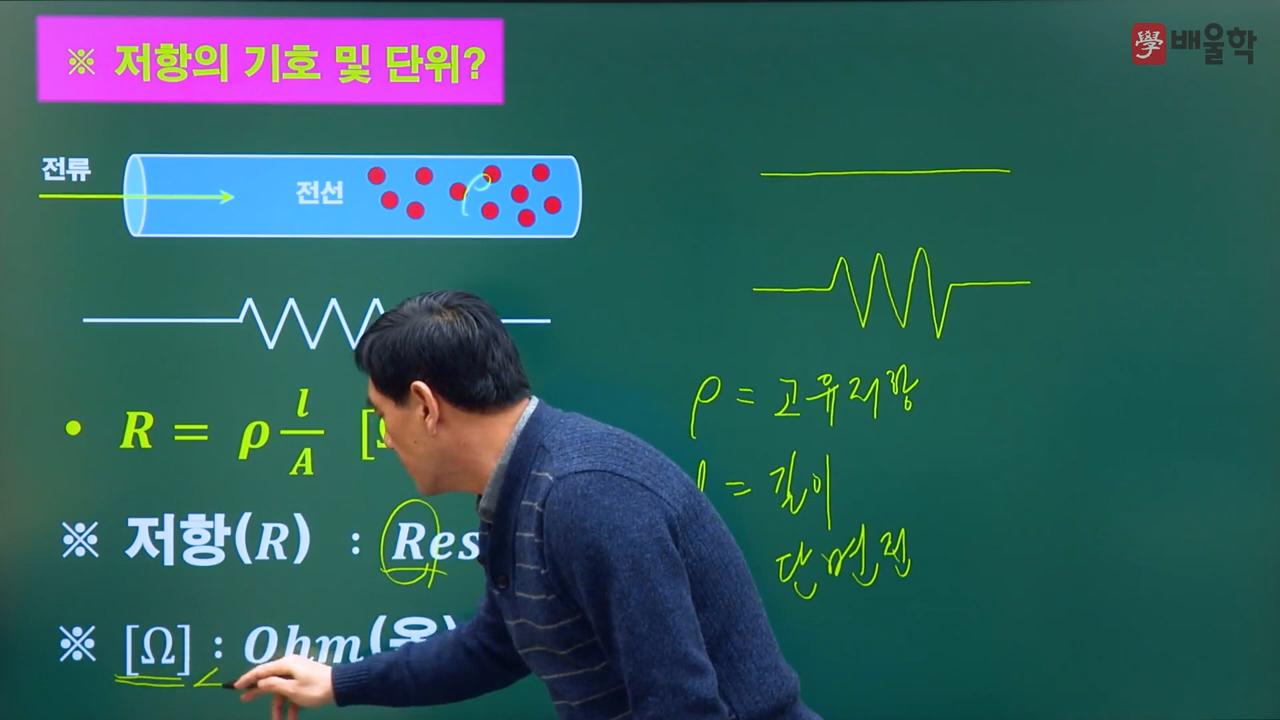 ※ 저항의 기호 및 단위?
學 배울학
전류
전선
ρ
• R = ρ l/A [
ρ = 고유저항
= 길이
단면적
※ 저항(R) : Res
※ [Ω] : Ohm(옴)